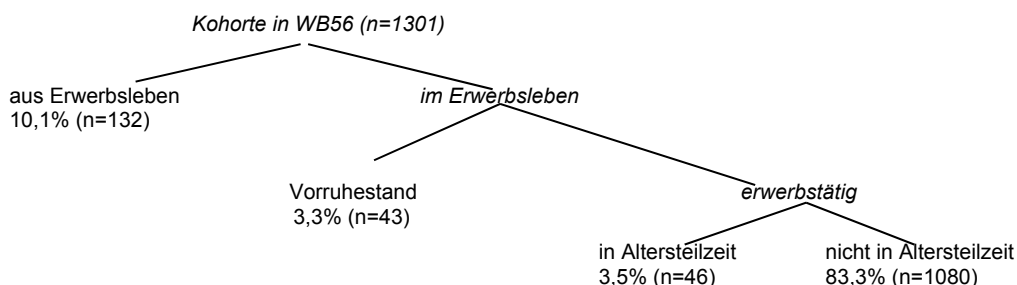 Kohorte in WB56 (n=1301)
aus Erwerbsleben
10,1% (n=132)
im Erwerbsleben
Vorruhestand
3,3% (n=43)
erwerbstätig
in Altersteilzeit
3,5% (n=46)
nicht in Altersteilzeit
83,3% (n=1080)